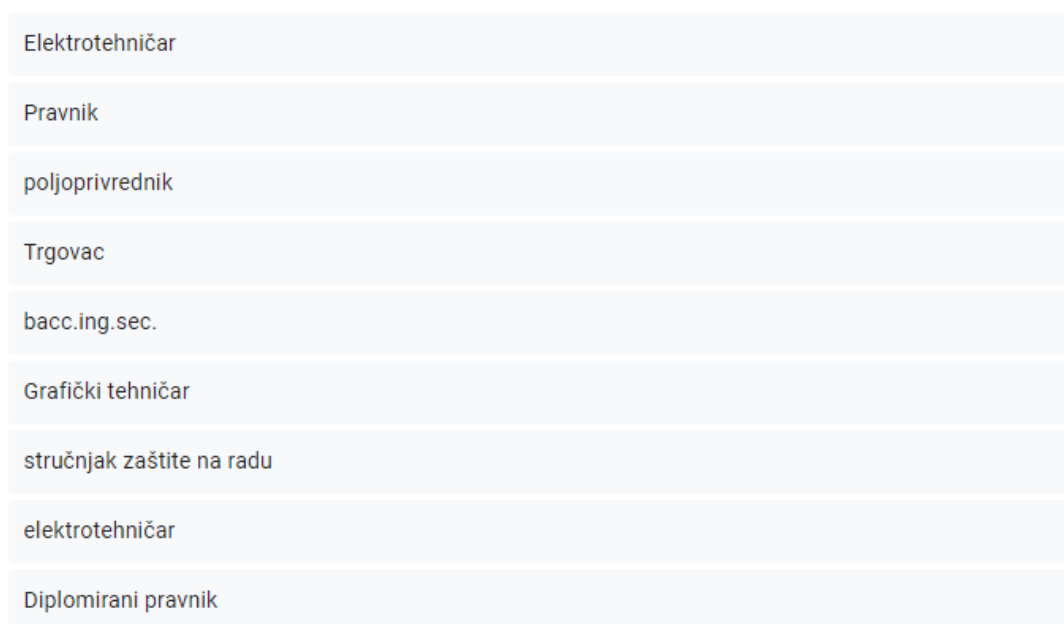 Elektrotehničar
Pravnik
poljoprivrednik
Trgovac
bacc.ing.sec.
Grafički tehničar
stručnjak zaštite na radu
elektrotehničar
Diplomirani pravnik